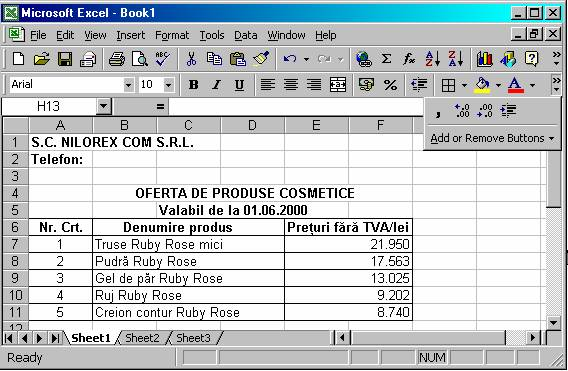 Microsoft Excel - Book1
File Edit View Insert Format Tools Data Window Help
Arial 10 B I U % ,
H13 =
Add or Remove Buttons
A B C D E F
1 S.C. NILOREX COM S.R.L.
2 Telefon:
3
4 OFERTA DE PRODUSE COSMETICE
5 Valabil de la 01.06.2000
6 Nr. Crt. Denumire produs Preţuri fără TVA/lei
7 1 Truse Ruby Rose mici 21.950
8 2 Pudră Ruby Rose 17.563
9 3 Gel de păr Ruby Rose 13.025
10 4 Ruj Ruby Rose 9.202
11 5 Creion contur Ruby Rose 8.740
12
Sheet1 Sheet2 Sheet3
Ready NUM